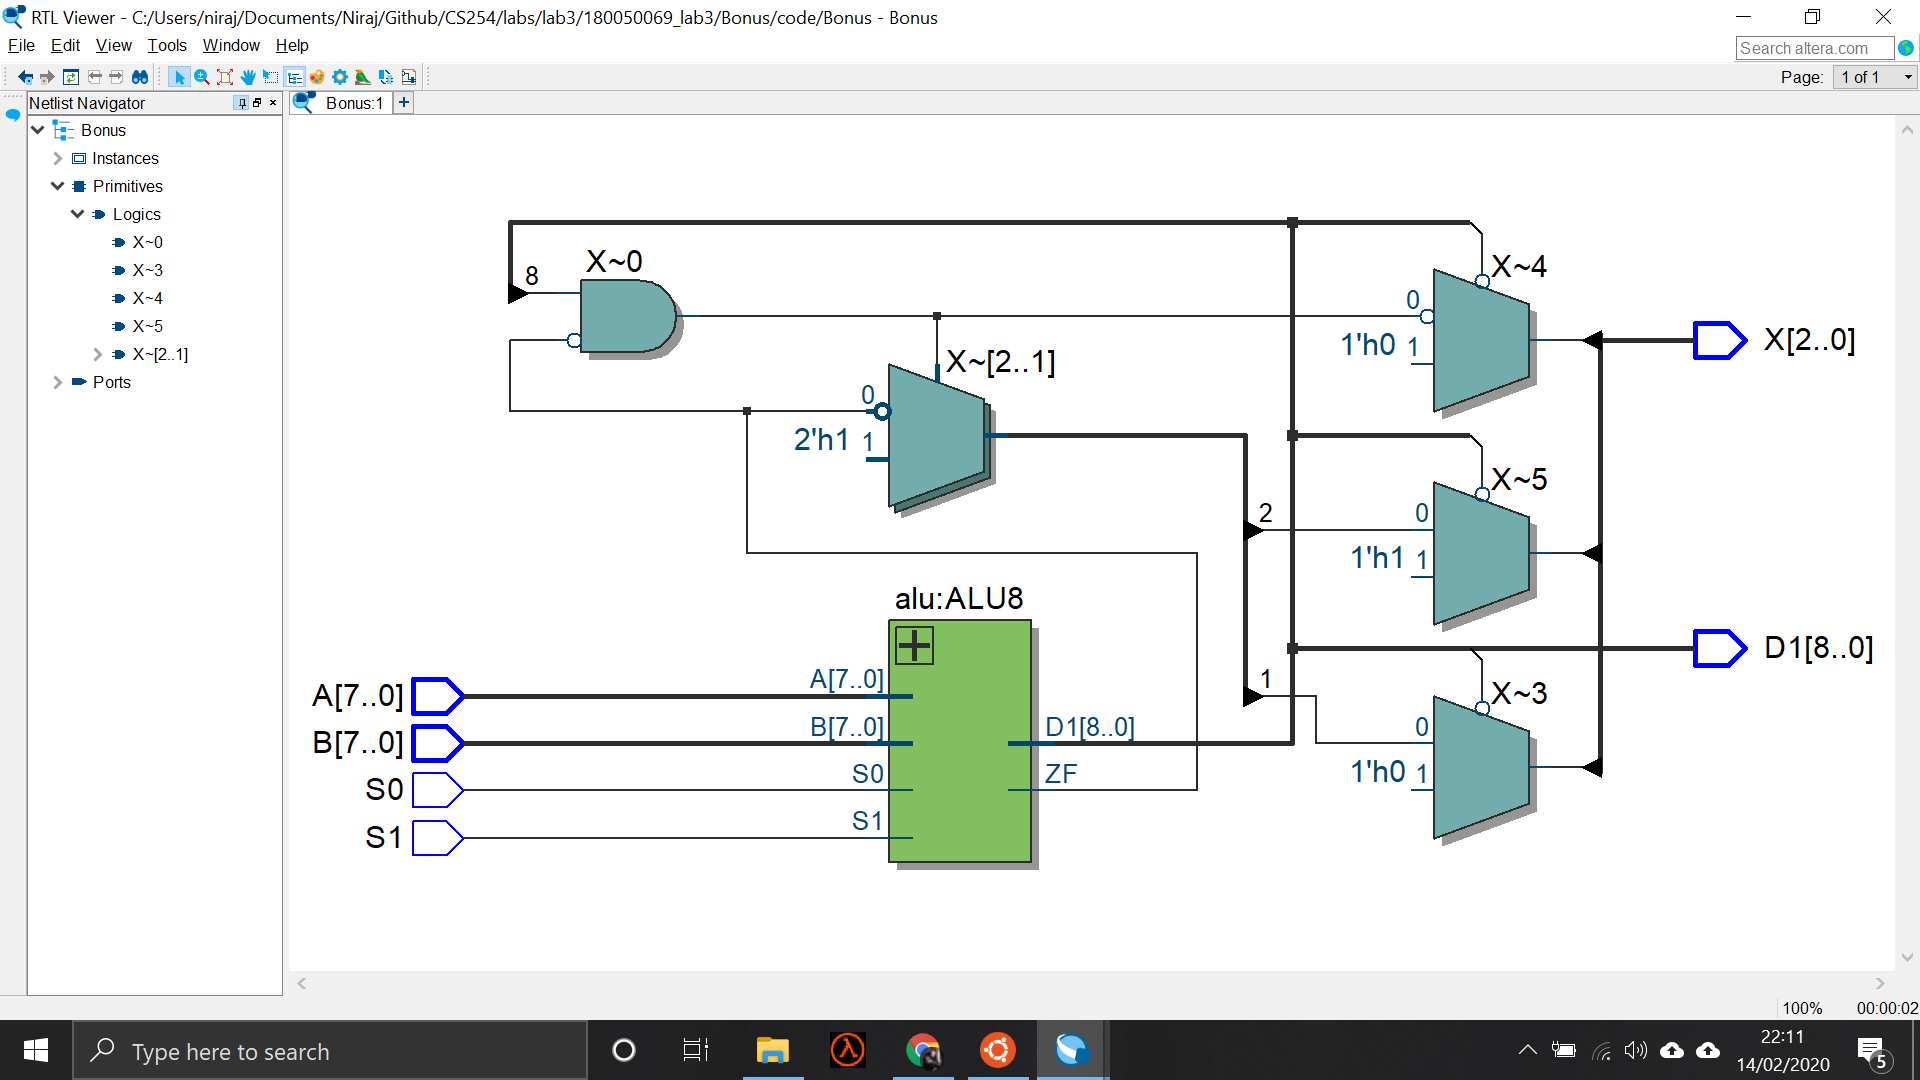 RTL Viewer - C:/Users/niraj/Documents/Niraj/Github/CS254/labs/lab3/180050069_lab3/Bonus/code/Bonus - Bonus
File Edit View Tools Window Help
Search altera.com
Page: 1 of 1
Netlist Navigator
Bonus:1
Bonus
Instances
Primitives
Logics
X~0
X~3
X~4
X~5
X~[2..1]
Ports
8
X~0
X~4
0
1'h0 1
X[2..0]
X~[2..1]
0
2'h1 1
X~5
2
0
1'h1 1
alu:ALU8
D1[8..0]
1
X~3
A[7..0]
A[7..0]
B[7..0]
B[7..0]
D1[8..0]
0
S0
S0
ZF
1'h0 1
S1
S1
100%
00:00:02
Type here to search
22:11
14/02/2020
5